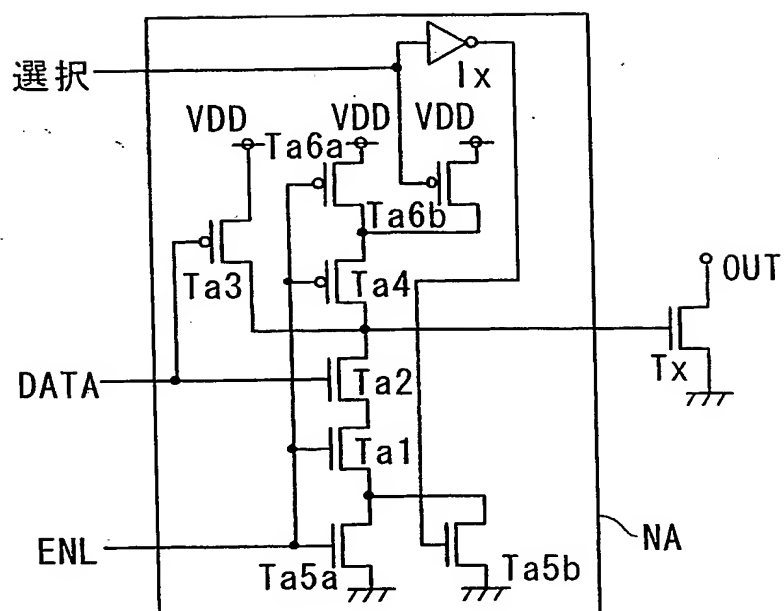 選択
Ix
VDD
VDD
VDD
Ta6a
Ta6b
Ta3
Ta4
OUT
Tx
DATA
Ta2
Ta1
ENL
Ta5a
Ta5b
NA